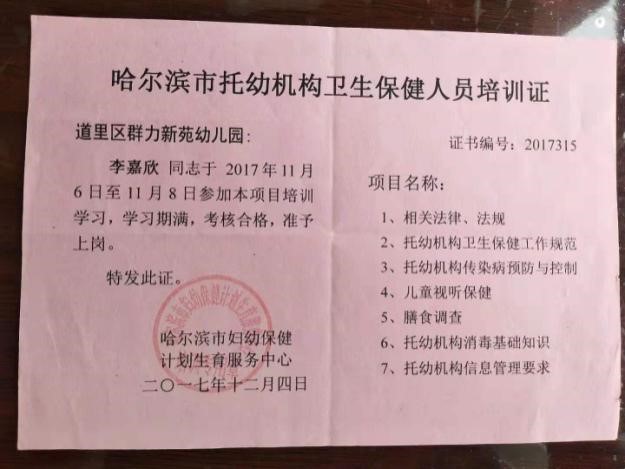 哈尔滨市托幼机构卫生保健人员培训证
道里区群力新苑幼儿园：
李嘉欣 同志于 2017年11月
6日至11月8日参加本项目培训
学习，学习期满，考核合格，准予
上岗。
特发此证。
哈尔滨市妇幼保健
计划生育服务中心
二〇一七年十二月四日
证书编号：2017315
项目名称：
1、相关法律、法规
2、托幼机构卫生保健工作规范
3、托幼机构传染病预防与控制
4、儿童视听保健
5、膳食调查
6、托幼机构消毒基础知识
7、托幼机构信息管理要求